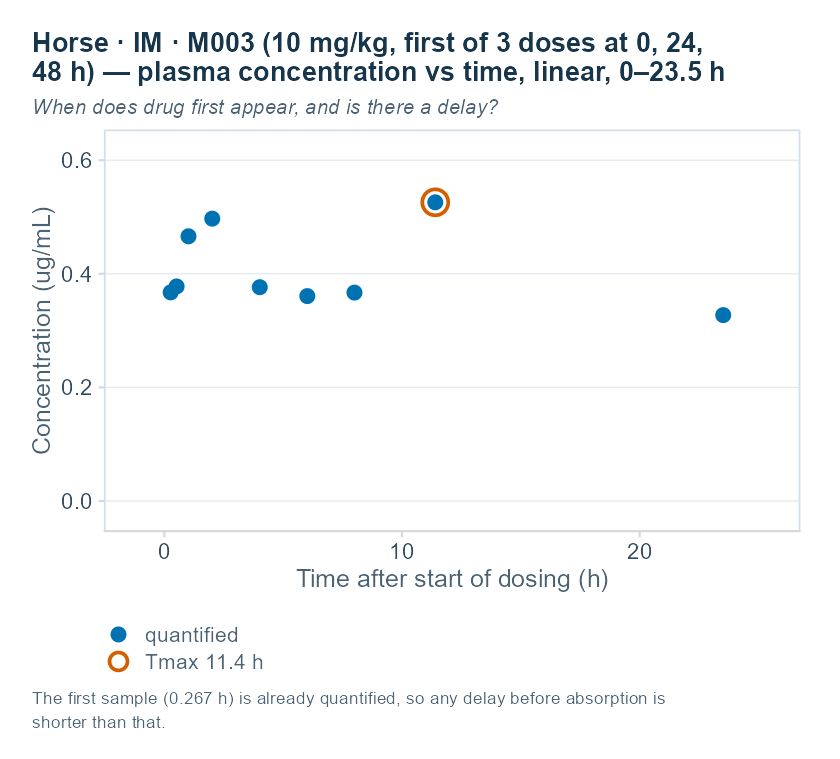 Horse · IM · M003 (10 mg/kg, first of 3 doses at 0, 24,
48 h) — plasma concentration vs time, linear, 0–23.5 h
When does drug first appear, and is there a delay?
Concentration (ug/mL)
0.6
0.4
0.2
0.0
0 10 20
Time after start of dosing (h)
quantified
Tmax 11.4 h
The first sample (0.267 h) is already quantified, so any delay before absorption is
shorter than that.